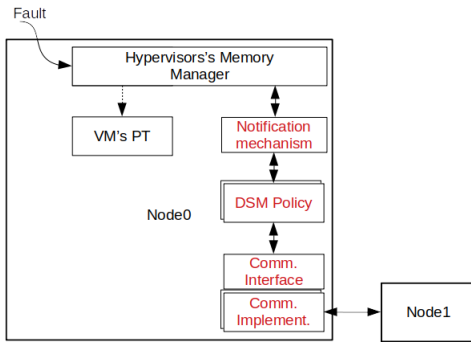 Fault
Hypervisors's Memory
Manager
VM's PT
Notification
mechanism
DSM Policy
Node0
Comm.
Interface
Comm.
Implement.
Node1